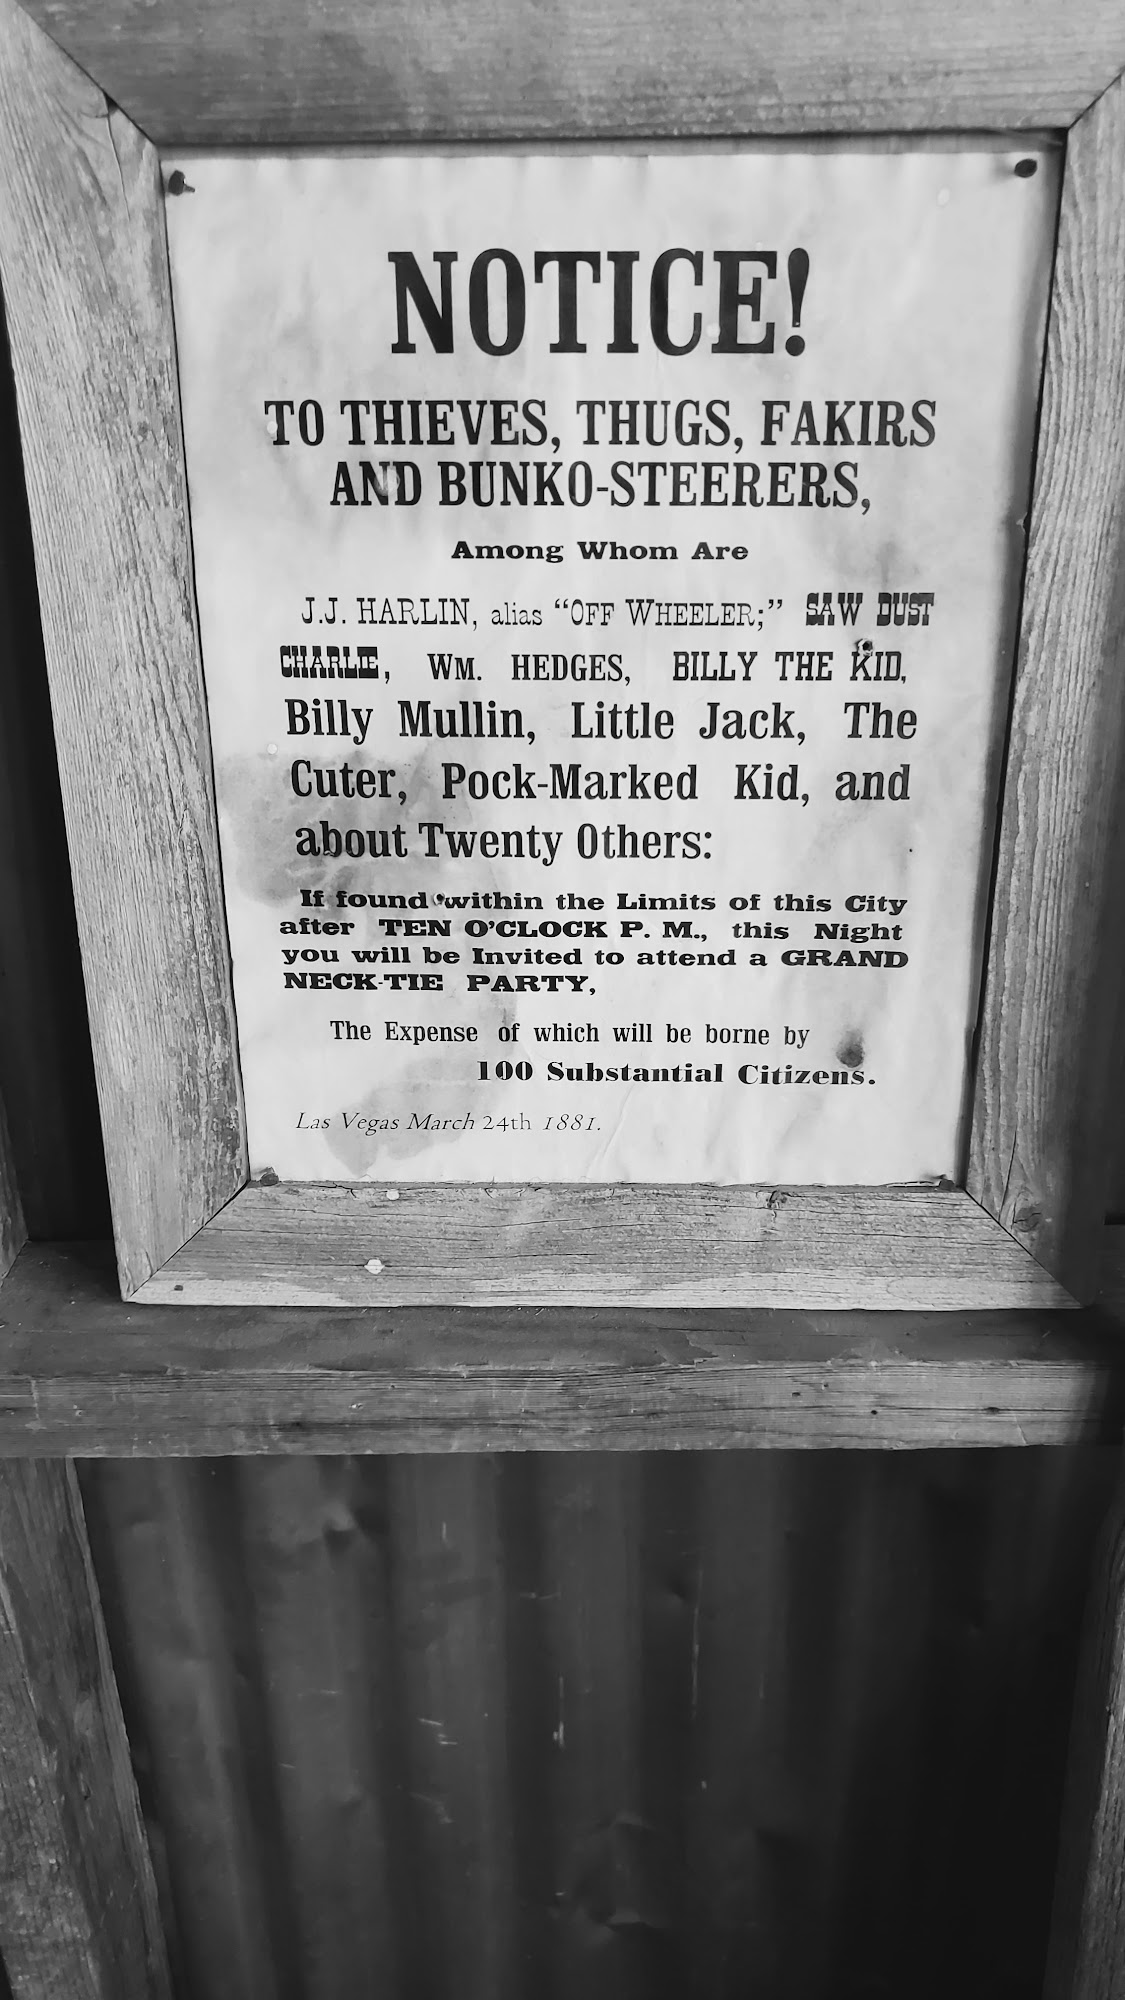 NOTICE!
TO THIEVES, THUGS, FAKIRS
AND BUNKO-STEERERS,
Among Whom Are
J.J. HARLIN, alias “OFF WHEELER;” SAW DUST
CHARLIE, WM. HEDGES, BILLY THE KID,
Billy Mullin, Little Jack, The
Cuter, Pock-Marked Kid, and
about Twenty Others:
If found within the Limits of this City
after TEN O’CLOCK P. M., this Night
you will be Invited to attend a GRAND
NECK-TIE PARTY,
The Expense of which will be borne by
100 Substantial Citizens.
Las Vegas March 24th 1881.